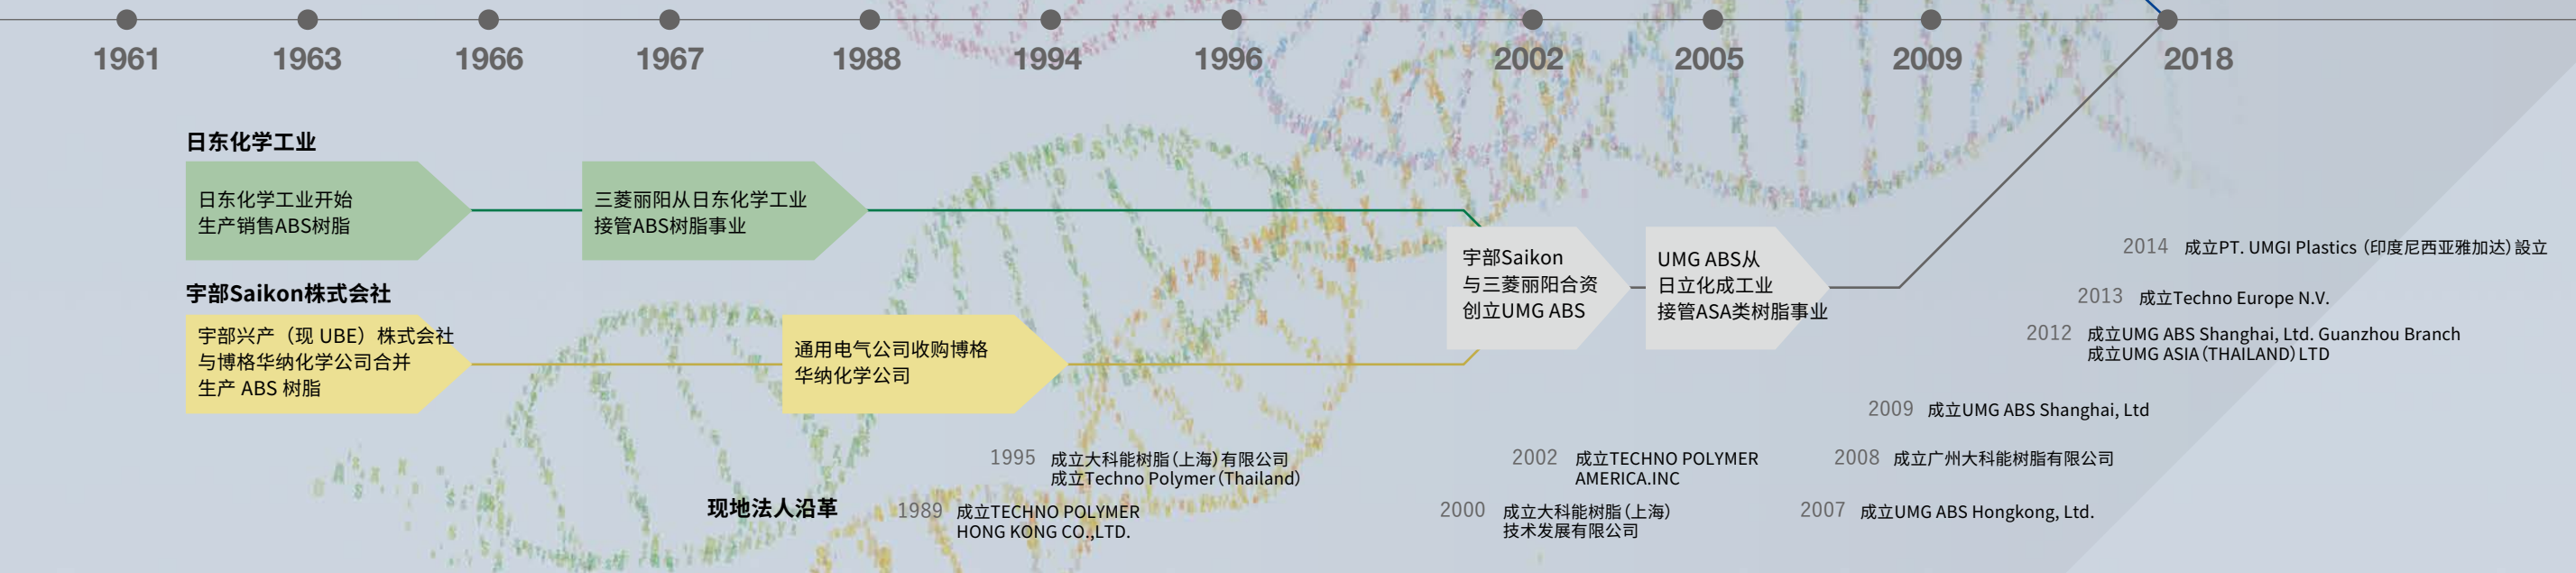 1961
1963
1966
1967
1988
1994
1996
2002
2005
2009
2018
日东化学工业
日东化学工业开始
生产销售ABS树脂
三菱丽阳从日东化学工业
接管ABS树脂事业
宇部Saikon株式会社
宇部兴产（现 UBE）株式会社
与博格华纳化学公司合并
生产 ABS 树脂
通用电气公司收购博格
华纳化学公司
宇部Saikon
与三菱丽阳合资
创立UMG ABS
UMG ABS从
日立化成工业
接管ASA类树脂事业
2014 成立PT. UMGI Plastics（印度尼西亚雅加达）設立
2013 成立Techno Europe N.V.
2012 成立UMG ABS Shanghai, Ltd. Guanzhou Branch
成立UMG ASIA（THAILAND）LTD
2009 成立UMG ABS Shanghai, Ltd
现地法人沿革
1995 成立大科能树脂（上海）有限公司
成立Techno Polymer（Thailand）
1989 成立TECHNO POLYMER
HONG KONG CO.,LTD.
2002 成立TECHNO POLYMER
AMERICA.INC
2000 成立大科能树脂（上海）
技术发展有限公司
2008 成立广州大科能树脂有限公司
2007 成立UMG ABS Hongkong, Ltd.